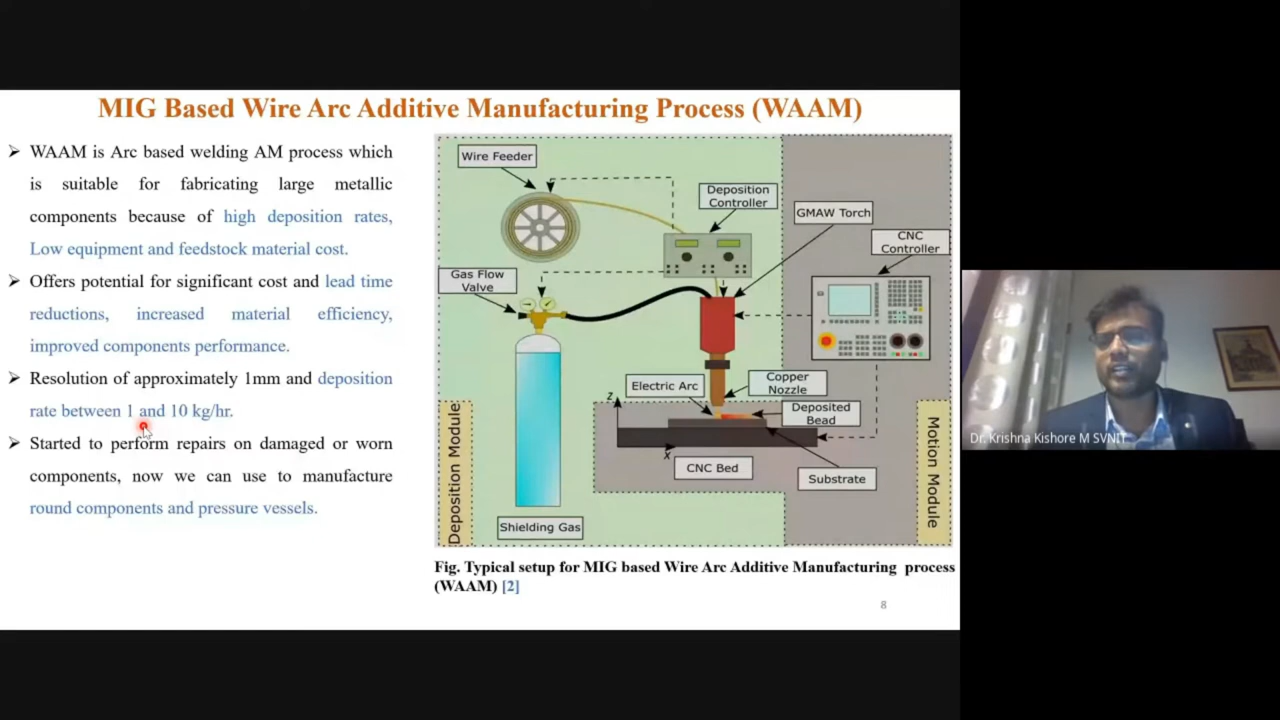 MIG Based Wire Arc Additive Manufacturing Process (WAAM)
➢ WAAM is Arc based welding AM process which
is suitable for fabricating large metallic
components because of high deposition rates,
Low equipment and feedstock material cost.
➢ Offers potential for significant cost and lead time
reductions, increased material efficiency,
improved components performance.
➢ Resolution of approximately 1mm and deposition
rate between 1 and 10 kg/hr.
➢ Started to perform repairs on damaged or worn
components, now we can use to manufacture
round components and pressure vessels.
Wire Feeder
Deposition
Controller
GMAW Torch
CNC
Controller
Gas Flow
Valve
Electric Arc
Copper
Nozzle
Deposited
Bead
z
x
CNC Bed
Substrate
Shielding Gas
Deposition Module
Motion Module
Fig. Typical setup for MIG based Wire Arc Additive Manufacturing process
(WAAM) [2]
8
Dr. Krishna Kishore M SVNIT